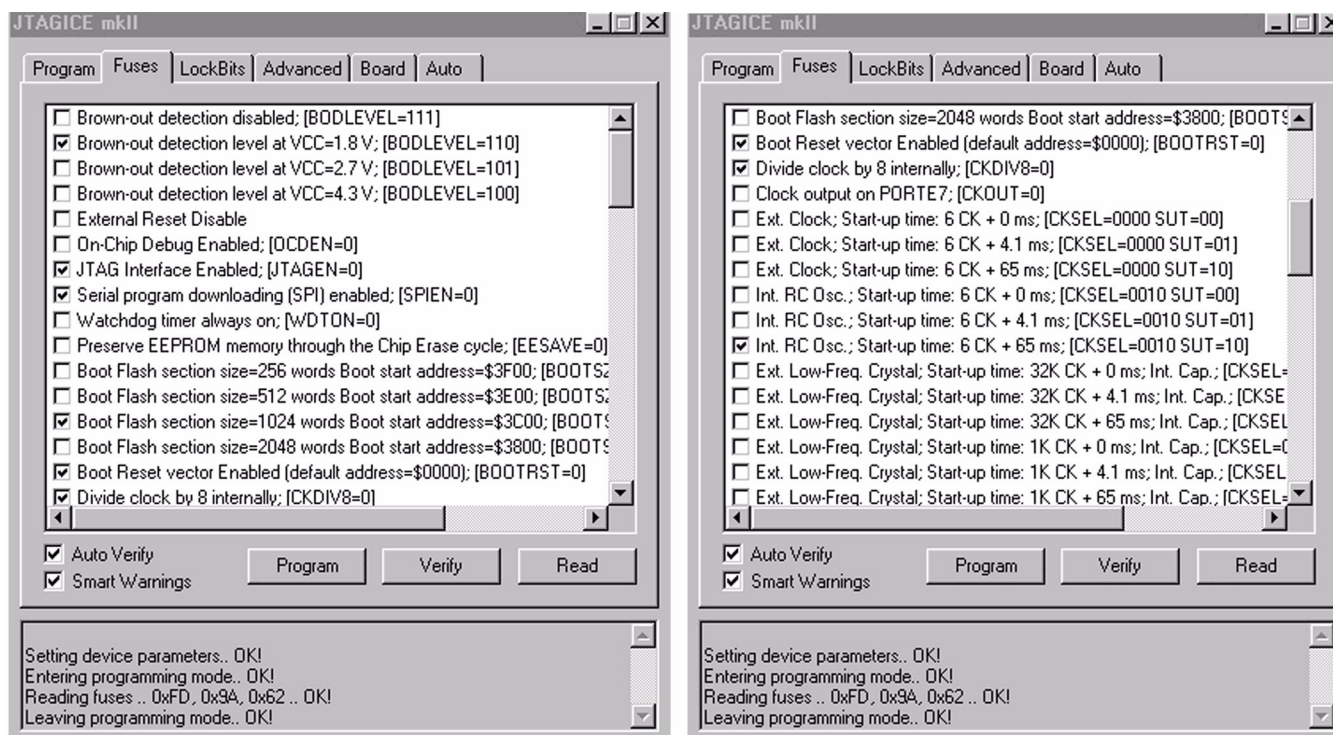 JTAGICE mkII
Program Fuses LockBits Advanced Board Auto
Brown-out detection disabled; [BODLEVEL=111]
Brown-out detection level at VCC=1.8 V; [BODLEVEL=110]
Brown-out detection level at VCC=2.7 V; [BODLEVEL=101]
Brown-out detection level at VCC=4.3 V; [BODLEVEL=100]
External Reset Disable
On-Chip Debug Enabled; [OCDEN=0]
JTAG Interface Enabled; [JTAGEN=0]
Serial program downloading (SPI) enabled; [SPIEN=0]
Watchdog timer always on; [WDTON=0]
Preserve EEPROM memory through the Chip Erase cycle; [EESAVE=0]
Boot Flash section size=256 words Boot start address=$3F00; [BOOTSZ
Boot Flash section size=512 words Boot start address=$3E00; [BOOTSZ
Boot Flash section size=1024 words Boot start address=$3C00; [BOOTS
Boot Flash section size=2048 words Boot start address=$3800; [BOOTS
Boot Reset vector Enabled (default address=$0000); [BOOTRST=0]
Divide clock by 8 internally; [CKDIV8=0]
Auto Verify
Smart Warnings
Program Verify Read
Setting device parameters.. OK!
Entering programming mode.. OK!
Reading fuses .. 0xFD, 0x9A, 0x62 .. OK!
Leaving programming mode.. OK!
JTAGICE mkII
Program Fuses LockBits Advanced Board Auto
Boot Flash section size=2048 words Boot start address=$3800; [BOOTS
Boot Reset vector Enabled (default address=$0000); [BOOTRST=0]
Divide clock by 8 internally; [CKDIV8=0]
Clock output on PORTE7; [CKOUT=0]
Ext. Clock; Start-up time: 6 CK + 0 ms; [CKSEL=0000 SUT=00]
Ext. Clock; Start-up time: 6 CK + 4.1 ms; [CKSEL=0000 SUT=01]
Ext. Clock; Start-up time: 6 CK + 65 ms; [CKSEL=0000 SUT=10]
Int. RC Osc.; Start-up time: 6 CK + 0 ms; [CKSEL=0010 SUT=00]
Int. RC Osc.; Start-up time: 6 CK + 4.1 ms; [CKSEL=0010 SUT=01]
Int. RC Osc.; Start-up time: 6 CK + 65 ms; [CKSEL=0010 SUT=10]
Ext. Low-Freq. Crystal; Start-up time: 32K CK + 0 ms; Int. Cap.; [CKSEL=
Ext. Low-Freq. Crystal; Start-up time: 32K CK + 4.1 ms; Int. Cap.; [CKSE
Ext. Low-Freq. Crystal; Start-up time: 32K CK + 65 ms; Int. Cap.; [CKSEL
Ext. Low-Freq. Crystal; Start-up time: 1K CK + 0 ms; Int. Cap.; [CKSEL=0
Ext. Low-Freq. Crystal; Start-up time: 1K CK + 4.1 ms; Int. Cap.; [CKSEL
Ext. Low-Freq. Crystal; Start-up time: 1K CK + 65 ms; Int. Cap.; [CKSEL=
Auto Verify
Smart Warnings
Program Verify Read
Setting device parameters.. OK!
Entering programming mode.. OK!
Reading fuses .. 0xFD, 0x9A, 0x62 .. OK!
Leaving programming mode.. OK!